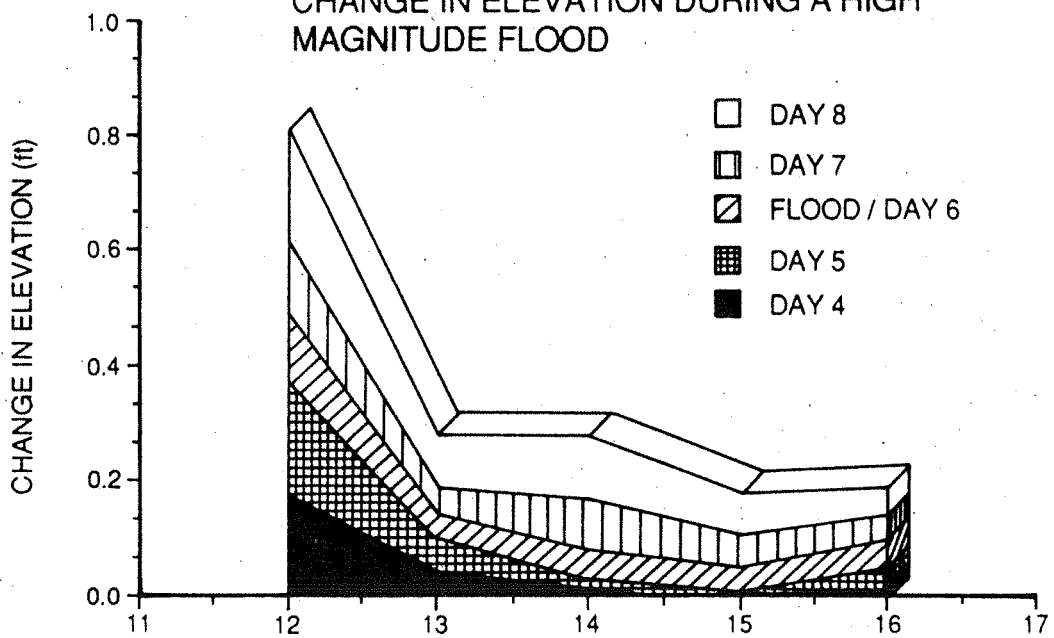 CHANGE IN ELEVATION DURING A HIGH
MAGNITUDE FLOOD
CHANGE IN ELEVATION (ft)
1.0
0.8
0.6
0.4
0.2
0.0
DAY 8
DAY 7
FLOOD / DAY 6
DAY 5
DAY 4
11
12
13
14
15
16
17